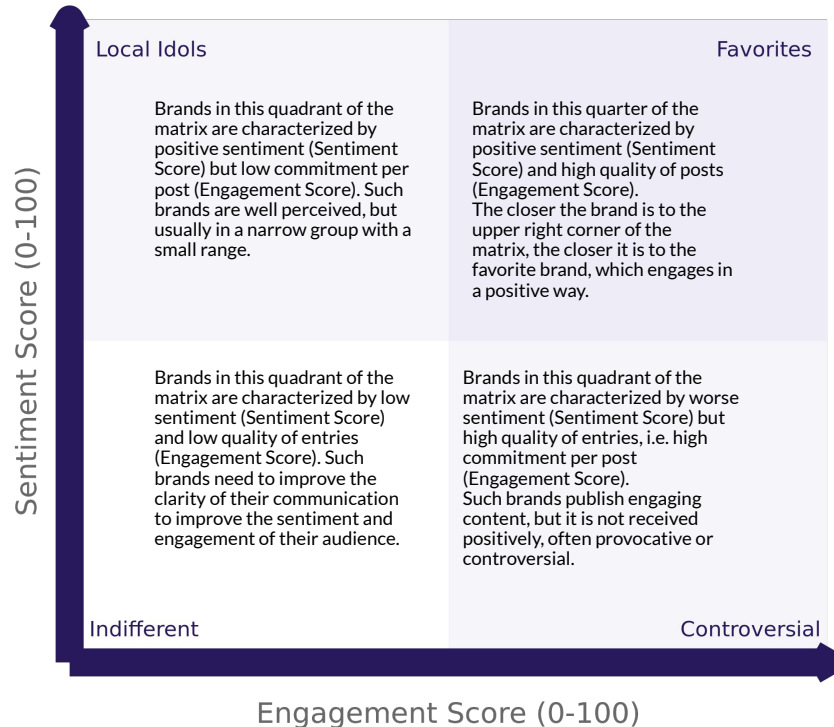 Local Idols
Brands in this quadrant of the
matrix are characterized by
positive sentiment (Sentiment
Score) but low commitment per
post (Engagement Score). Such
brands are well perceived, but
usually in a narrow group with a
small range.
Favorites
Brands in this quarter of the
matrix are characterized by
positive sentiment (Sentiment
Score) and high quality of posts
(Engagement Score).
The closer the brand is to the
upper right corner of the
matrix, the closer it is to the
favorite brand, which engages in
a positive way.
Sentiment Score (0-100)
Brands in this quadrant of the
matrix are characterized by low
sentiment (Sentiment Score)
and low quality of entries
(Engagement Score). Such
brands need to improve the
clarity of their communication
to improve the sentiment and
engagement of their audience.
Indifferent
Brands in this quadrant of the
matrix are characterized by worse
sentiment (Sentiment Score) but
high quality of entries, i.e. high
commitment per post
(Engagement Score).
Such brands publish engaging
content, but it is not received
positively, often provocative or
controversial.
Controversial
Engagement Score (0-100)